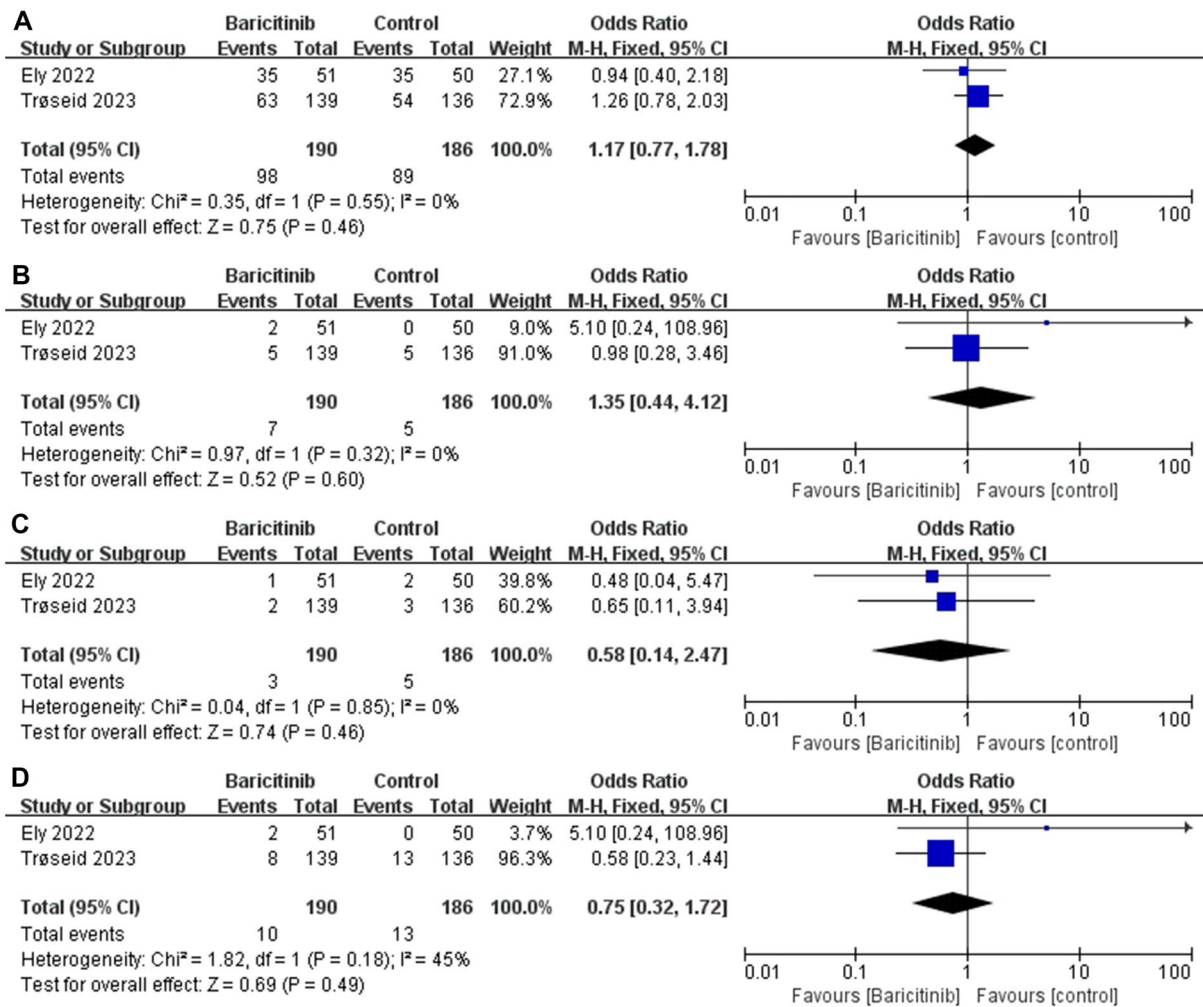 A
Baricitinib Control Odds Ratio Odds Ratio
Study or Subgroup Events Total Events Total Weight M-H, Fixed, 95% CI M-H, Fixed, 95% CI
Ely 2022 35 51 35 50 27.1% 0.94 [0.40, 2.18]
Trøseid 2023 63 139 54 136 72.9% 1.26 [0.78, 2.03]
Total (95% CI) 190 186 100.0% 1.17 [0.77, 1.78]
Total events 98 89
Heterogeneity: Chi² = 0.35, df = 1 (P = 0.55); I² = 0%
Test for overall effect: Z = 0.75 (P = 0.46)
0.01 0.1 1 10 100
Favours [Baricitinib] Favours [control]
B
Baricitinib Control Odds Ratio Odds Ratio
Study or Subgroup Events Total Events Total Weight M-H, Fixed, 95% CI M-H, Fixed, 95% CI
Ely 2022 2 51 0 50 9.0% 5.10 [0.24, 108.96]
Trøseid 2023 5 139 5 136 91.0% 0.98 [0.28, 3.46]
Total (95% CI) 190 186 100.0% 1.35 [0.44, 4.12]
Total events 7 5
Heterogeneity: Chi² = 0.97, df = 1 (P = 0.32); I² = 0%
Test for overall effect: Z = 0.52 (P = 0.60)
0.01 0.1 1 10 100
Favours [Baricitinib] Favours [control]
C
Baricitinib Control Odds Ratio Odds Ratio
Study or Subgroup Events Total Events Total Weight M-H, Fixed, 95% CI M-H, Fixed, 95% CI
Ely 2022 1 51 2 50 39.8% 0.48 [0.04, 5.47]
Trøseid 2023 2 139 3 136 60.2% 0.65 [0.11, 3.94]
Total (95% CI) 190 186 100.0% 0.58 [0.14, 2.47]
Total events 3 5
Heterogeneity: Chi² = 0.04, df = 1 (P = 0.85); I² = 0%
Test for overall effect: Z = 0.74 (P = 0.46)
0.01 0.1 1 10 100
Favours [Baricitinib] Favours [control]
D
Baricitinib Control Odds Ratio Odds Ratio
Study or Subgroup Events Total Events Total Weight M-H, Fixed, 95% CI M-H, Fixed, 95% CI
Ely 2022 2 51 0 50 3.7% 5.10 [0.24, 108.96]
Trøseid 2023 8 139 13 136 96.3% 0.58 [0.23, 1.44]
Total (95% CI) 190 186 100.0% 0.75 [0.32, 1.72]
Total events 10 13
Heterogeneity: Chi² = 1.82, df = 1 (P = 0.18); I² = 45%
Test for overall effect: Z = 0.69 (P = 0.49)
0.01 0.1 1 10 100
Favours [Baricitinib] Favours [control]